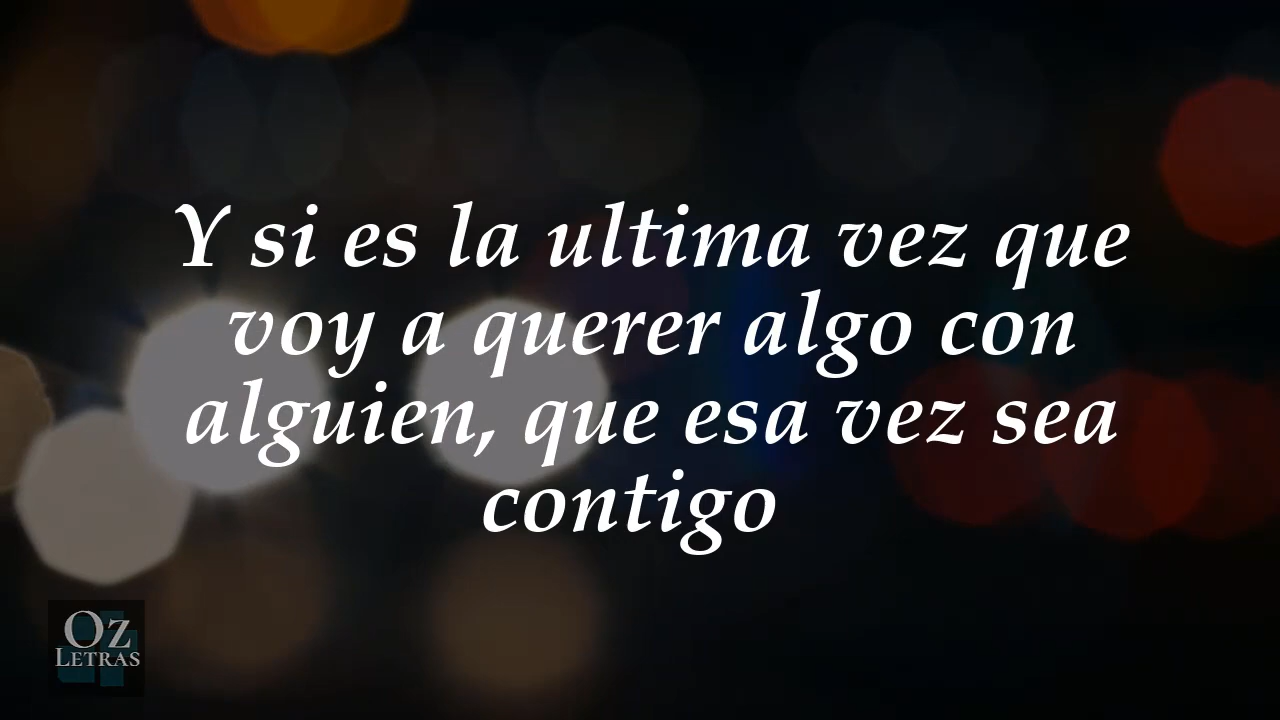 Y si es la ultima vez que
voy a querer algo con
alguien, que esa vez sea
contigo
Oz
LETRAS